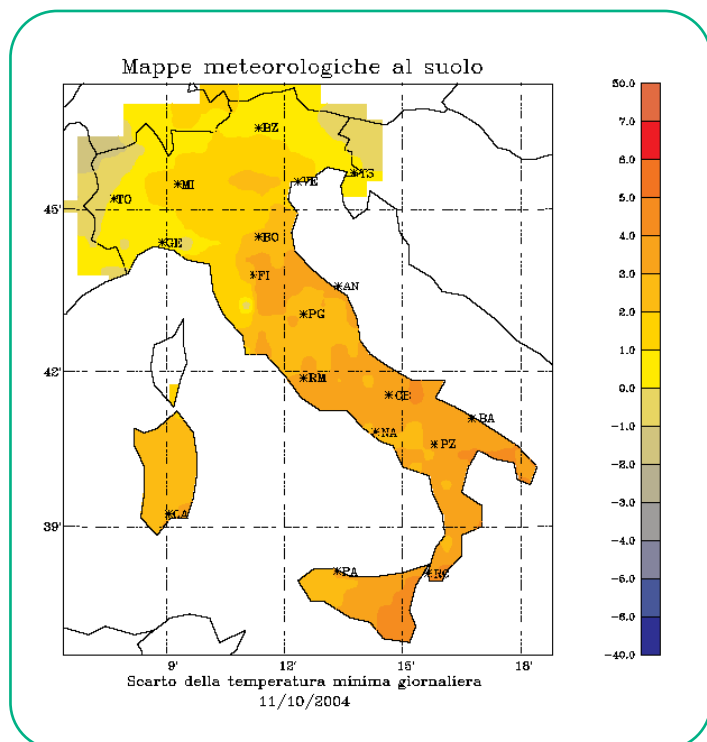 Mappe meteorologiche al suolo
50.0
7.0
BZ
6.0
TS
VE
MI
TO
5.0
45'
BO
GE
4.0
FI
3.0
AN
PG
2.0
1.0
42'
RM
CB
0.0
BA
NA
-1.0
PZ
-2.0
-3.0
CA
39'
-4.0
PA
RC
-5.0
-6.0
-40.0
9'
12'
15'
18'
Scarto della temperatura minima giornaliera
11/10/2004